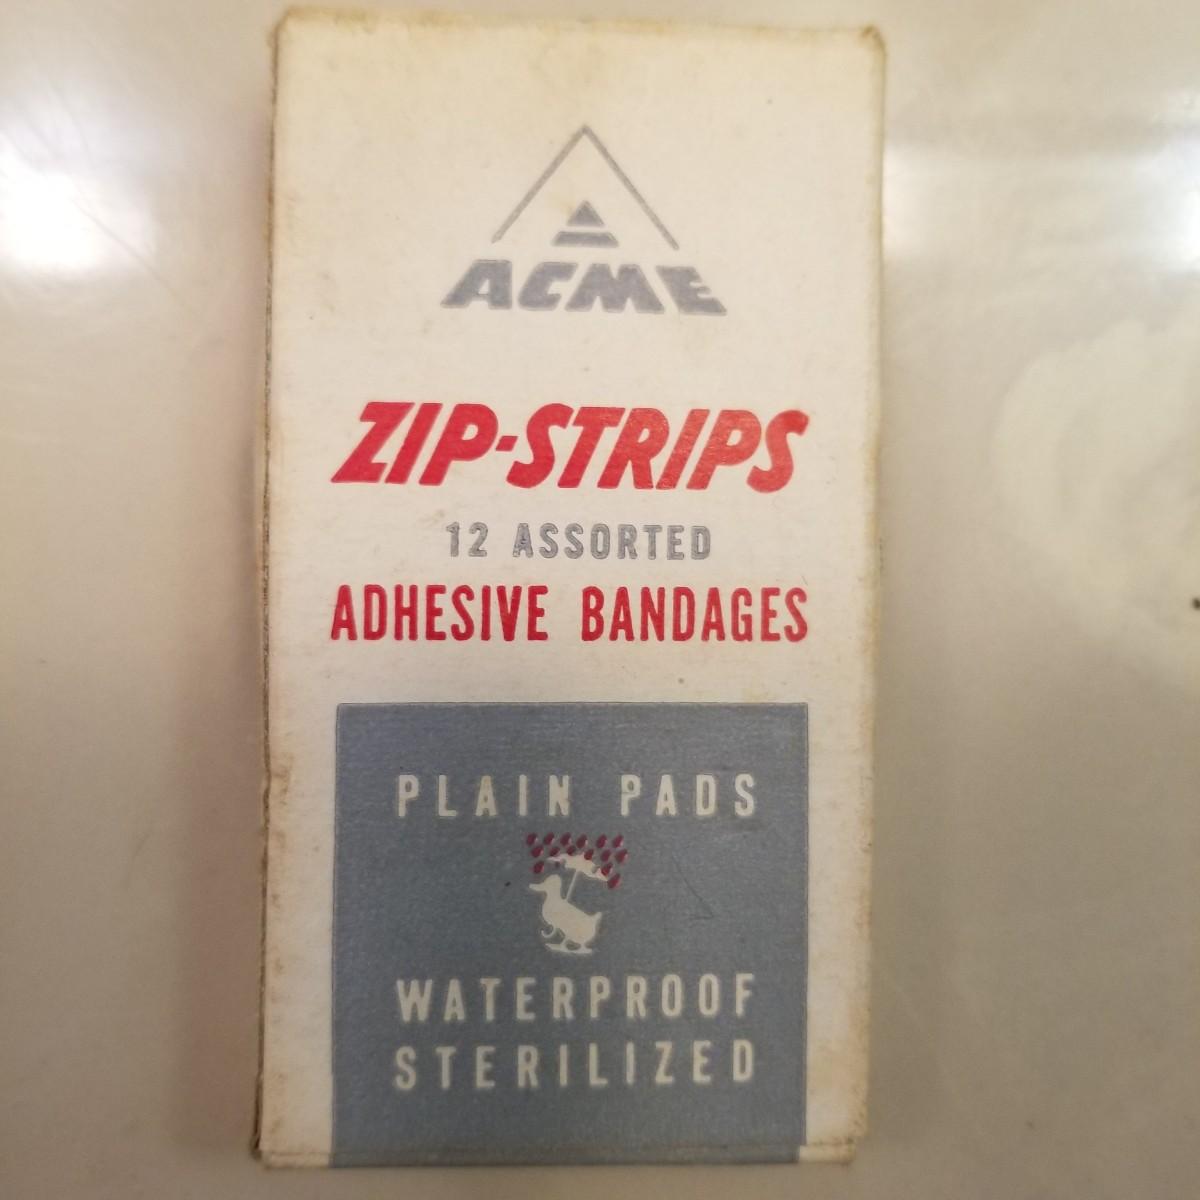 ACME
ZIP-STRIPS
12 ASSORTED
ADHESIVE BANDAGES
PLAIN PADS
WATERPROOF
STERILIZED